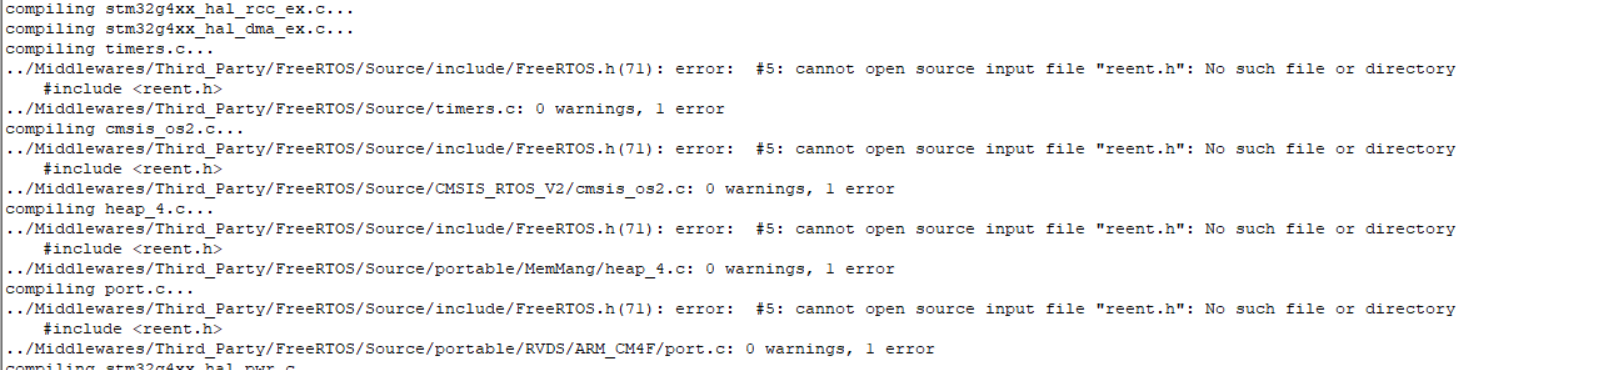 compiling stm32g4xx_hal_rcc_ex.c...
compiling stm32g4xx_hal_dma_ex.c...
compiling timers.c...
../Middlewares/Third_Party/FreeRTOS/Source/include/FreeRTOS.h(71): error:  #5: cannot open source input file "reent.h": No such file or directory
    #include <reent.h>
../Middlewares/Third_Party/FreeRTOS/Source/timers.c: 0 warnings, 1 error
compiling cmsis_os2.c...
../Middlewares/Third_Party/FreeRTOS/Source/include/FreeRTOS.h(71): error:  #5: cannot open source input file "reent.h": No such file or directory
    #include <reent.h>
../Middlewares/Third_Party/FreeRTOS/Source/CMSIS_RTOS_V2/cmsis_os2.c: 0 warnings, 1 error
compiling heap_4.c...
../Middlewares/Third_Party/FreeRTOS/Source/include/FreeRTOS.h(71): error:  #5: cannot open source input file "reent.h": No such file or directory
    #include <reent.h>
../Middlewares/Third_Party/FreeRTOS/Source/portable/MemMang/heap_4.c: 0 warnings, 1 error
compiling port.c...
../Middlewares/Third_Party/FreeRTOS/Source/include/FreeRTOS.h(71): error:  #5: cannot open source input file "reent.h": No such file or directory
    #include <reent.h>
../Middlewares/Third_Party/FreeRTOS/Source/portable/RVDS/ARM_CM4F/port.c: 0 warnings, 1 error
compiling stm32g4xx_hal_pwr.c